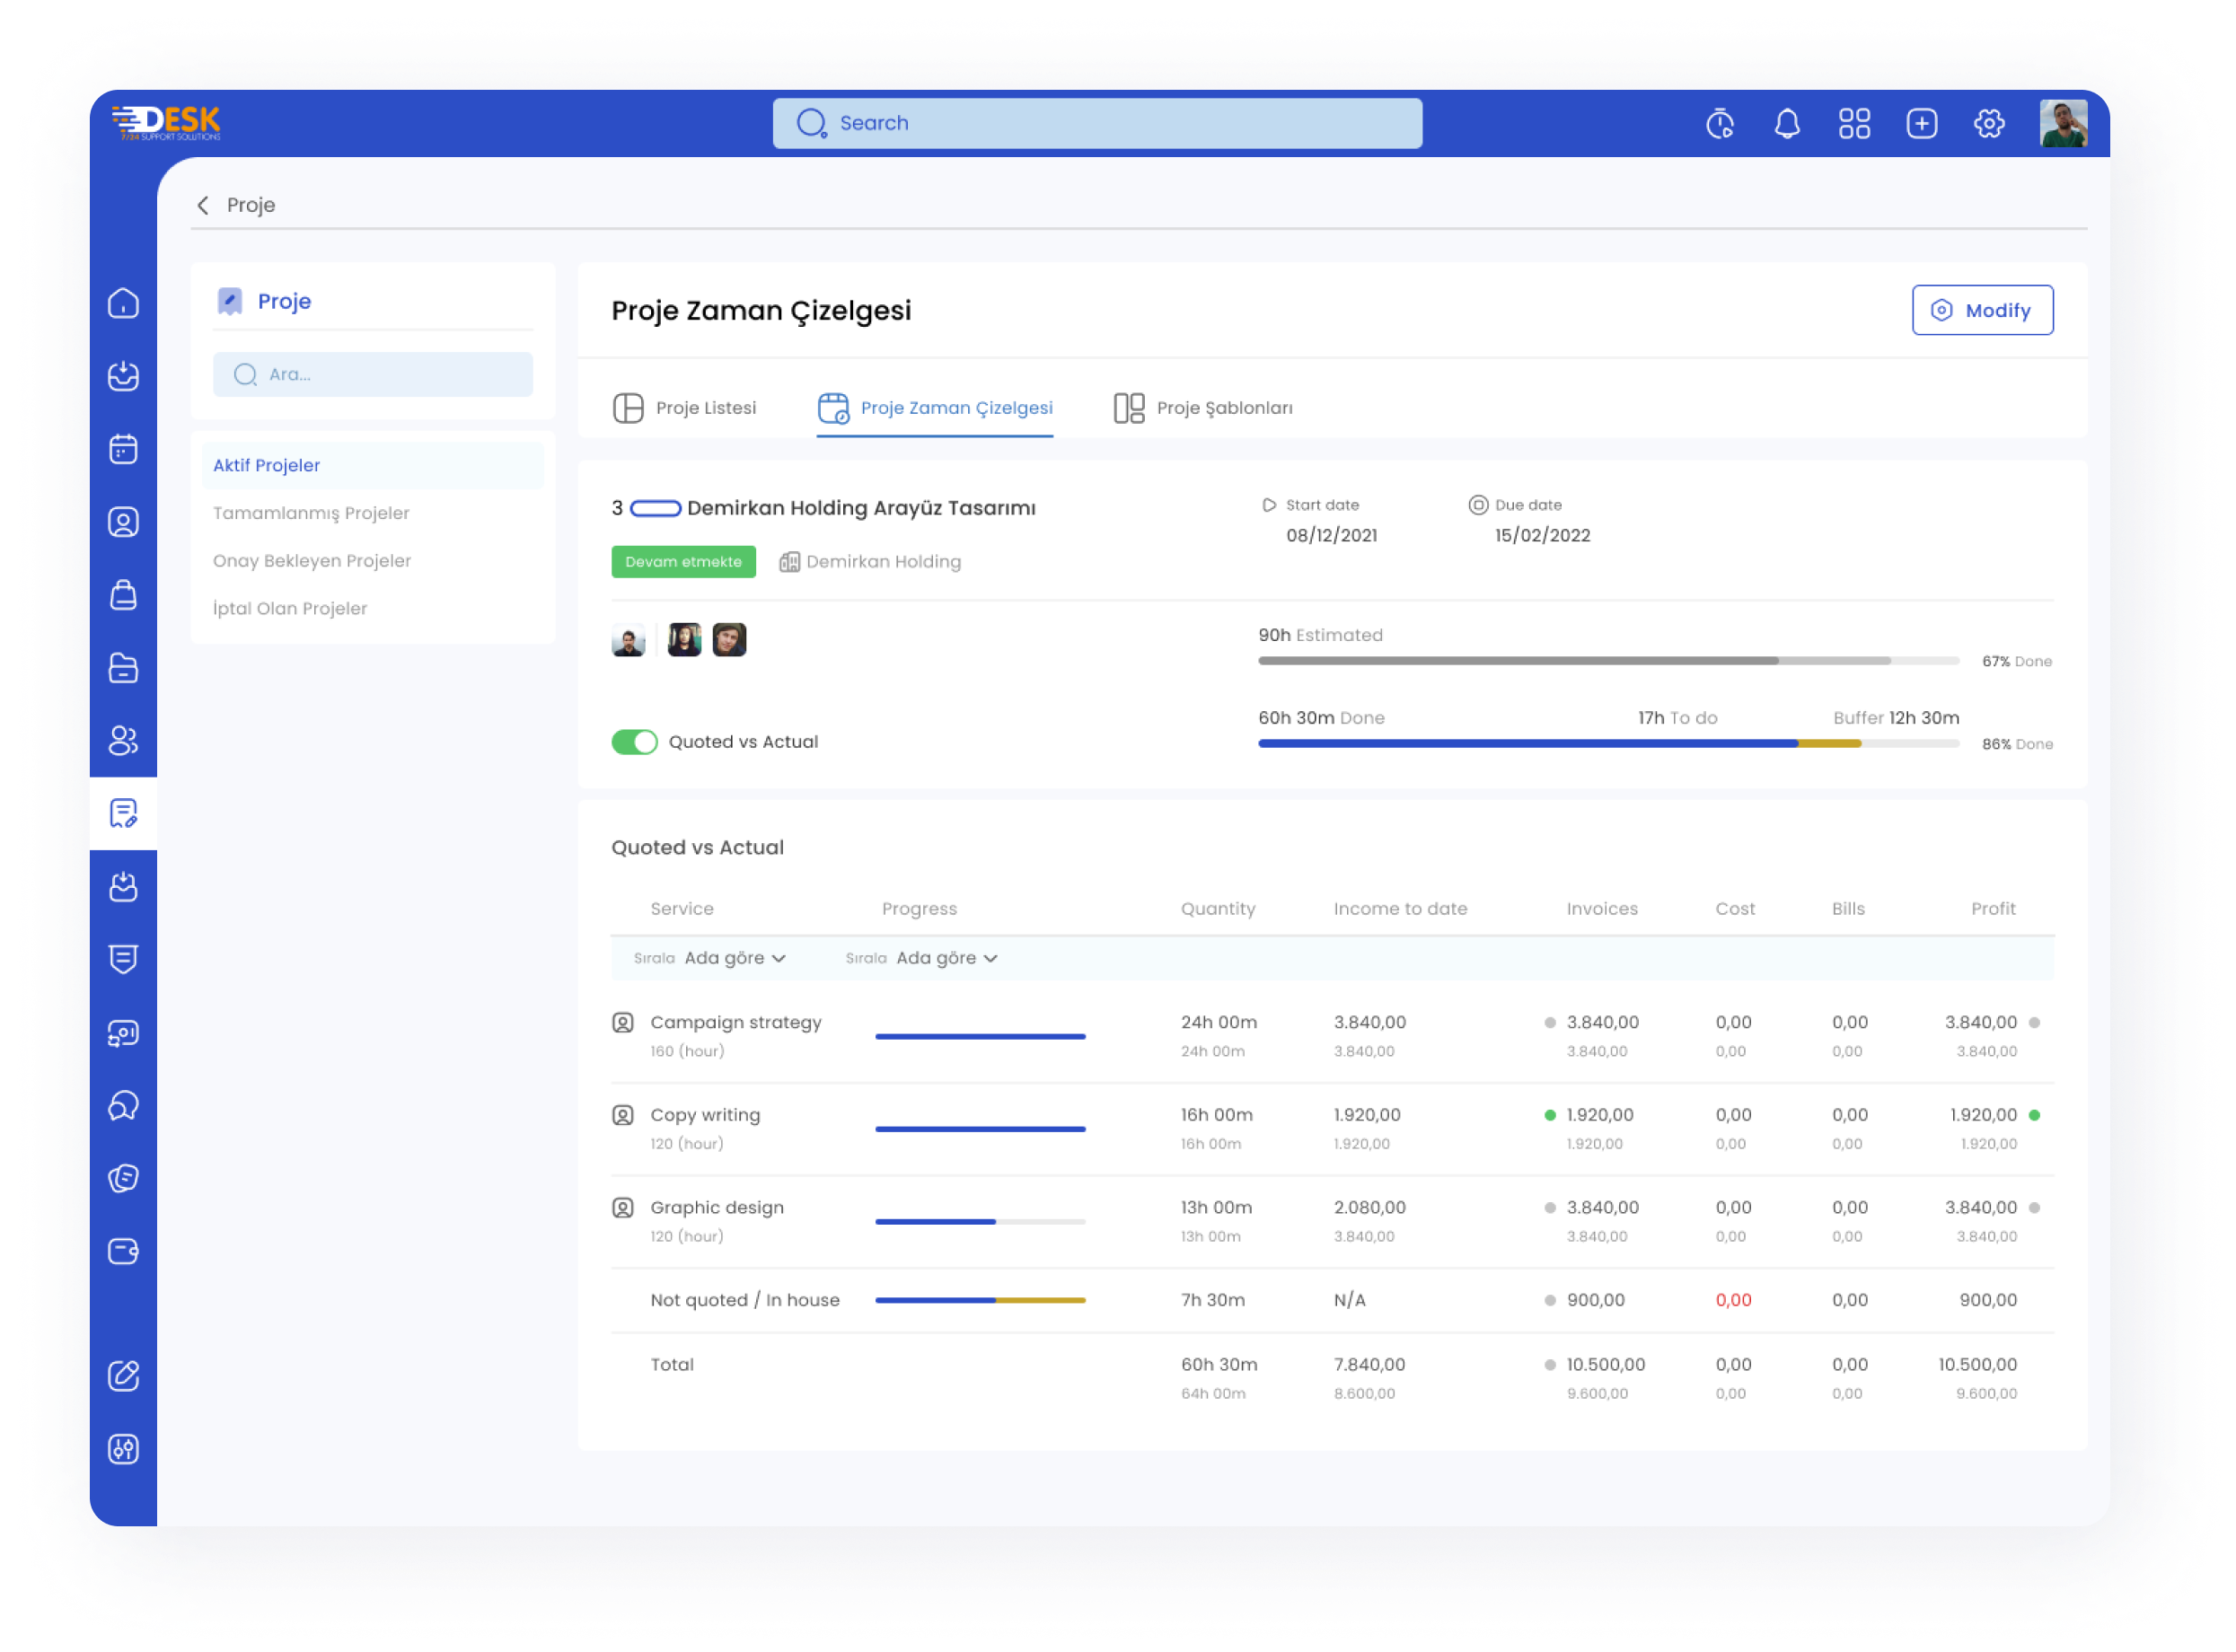 DESK
7/24 SUPPORT SOLUTIONS
Search
Proje
Proje
Ara...
Aktif Projeler
Tamamlanmış Projeler
Onay Bekleyen Projeler
İptal Olan Projeler
Proje Zaman Çizelgesi
Modify
Proje Listesi
Proje Zaman Çizelgesi
Proje Şablonları
3 Demirkan Holding Arayüz Tasarımı
Devam etmekte
Demirkan Holding
Start date
08/12/2021
Due date
15/02/2022
90h Estimated
67% Done
60h 30m Done
17h To do
Buffer 12h 30m
86% Done
Quoted vs Actual
Quoted vs Actual
Service Progress Quantity Income to date Invoices Cost Bills Profit
Sırala Ada göre Sırala Ada göre
Campaign strategy 24h 00m 3.840,00 3.840,00 0,00 0,00 3.840,00
160 (hour) 24h 00m 3.840,00 3.840,00 0,00 0,00 3.840,00
Copy writing 16h 00m 1.920,00 1.920,00 0,00 0,00 1.920,00
120 (hour) 16h 00m 1.920,00 1.920,00 0,00 0,00 1.920,00
Graphic design 13h 00m 2.080,00 3.840,00 0,00 0,00 3.840,00
120 (hour) 13h 00m 3.840,00 3.840,00 0,00 0,00 3.840,00
Not quoted / In house 7h 30m N/A 900,00 0,00 0,00 900,00
Total 60h 30m 7.840,00 10.500,00 0,00 0,00 10.500,00
64h 00m 8.600,00 9.600,00 0,00 0,00 9.600,00